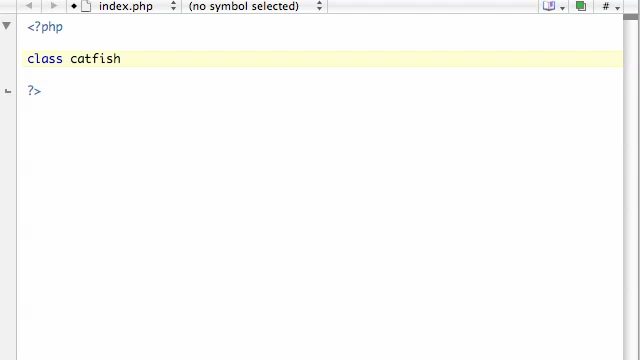 index.php (no symbol selected) #
<?php
class catfish
?>